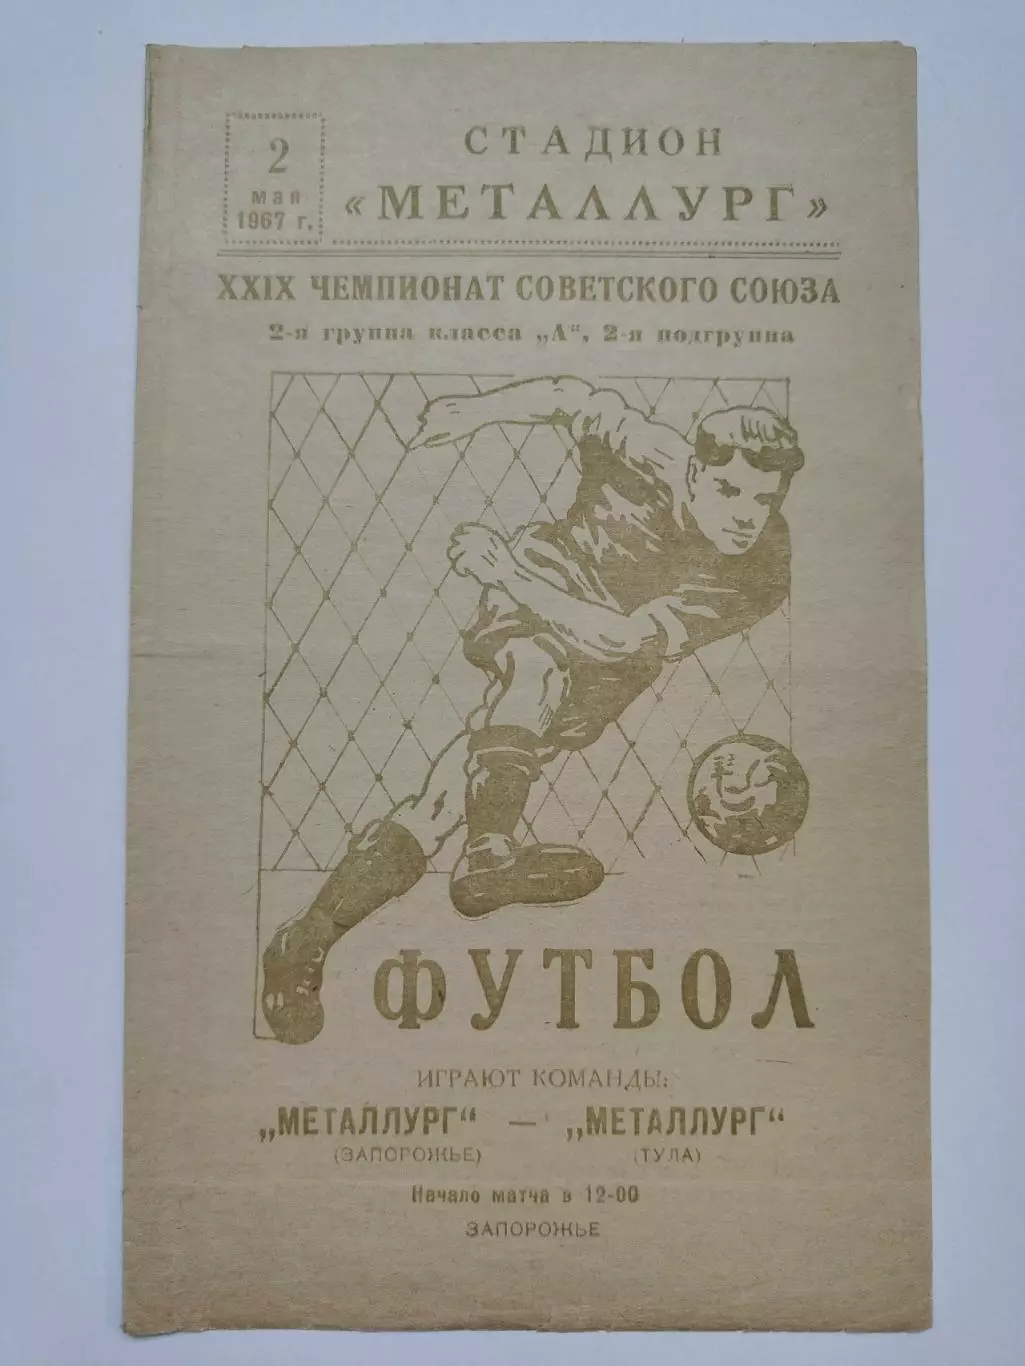 2
мая
1967 г.
СТАДИОН
«МЕТАЛЛУРГ»
XXIX ЧЕМПИОНАТ СОВЕТСКОГО СОЮЗА
2-я группа класса „А“, 2-я подгруппа
ФУТБОЛ
ИГРАЮТ КОМАНДЫ:
„МЕТАЛЛУРГ“ — „МЕТАЛЛУРГ“
(ЗАПОРОЖЬЕ) (ТУЛА)
Начало матча в 12-00
ЗАПОРОЖЬЕ